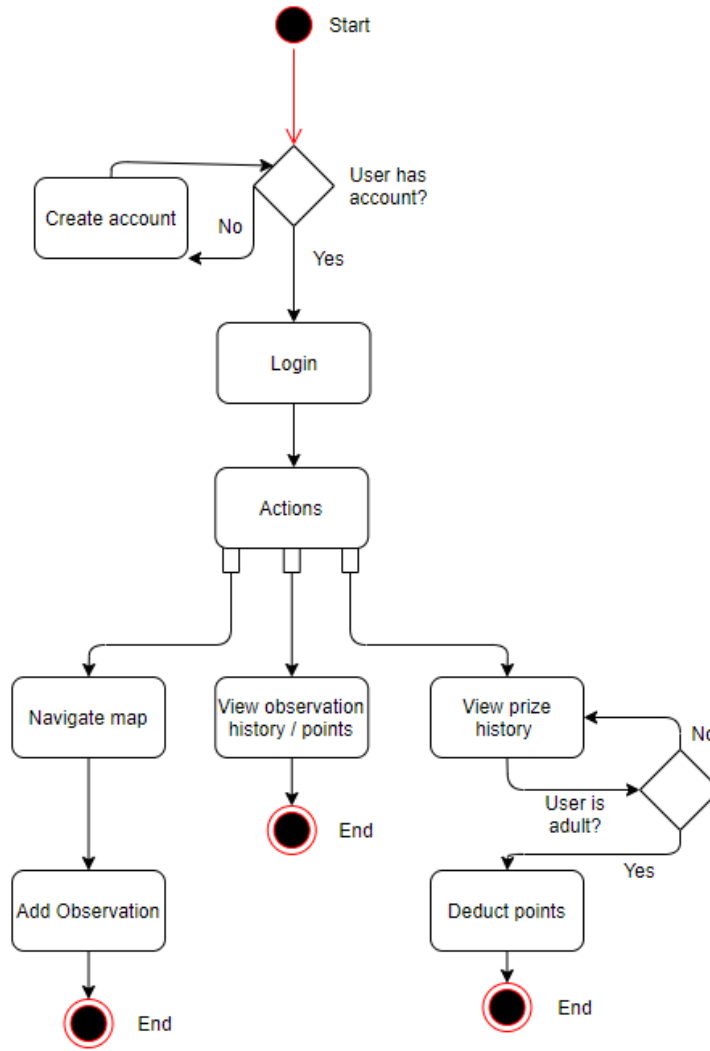 Start
User has
account?
Create account
No
Yes
Login
Actions
Navigate map
View observation
history / points
View prize
history
No
User is
adult?
End
Yes
Add Observation
Deduct points
End
End